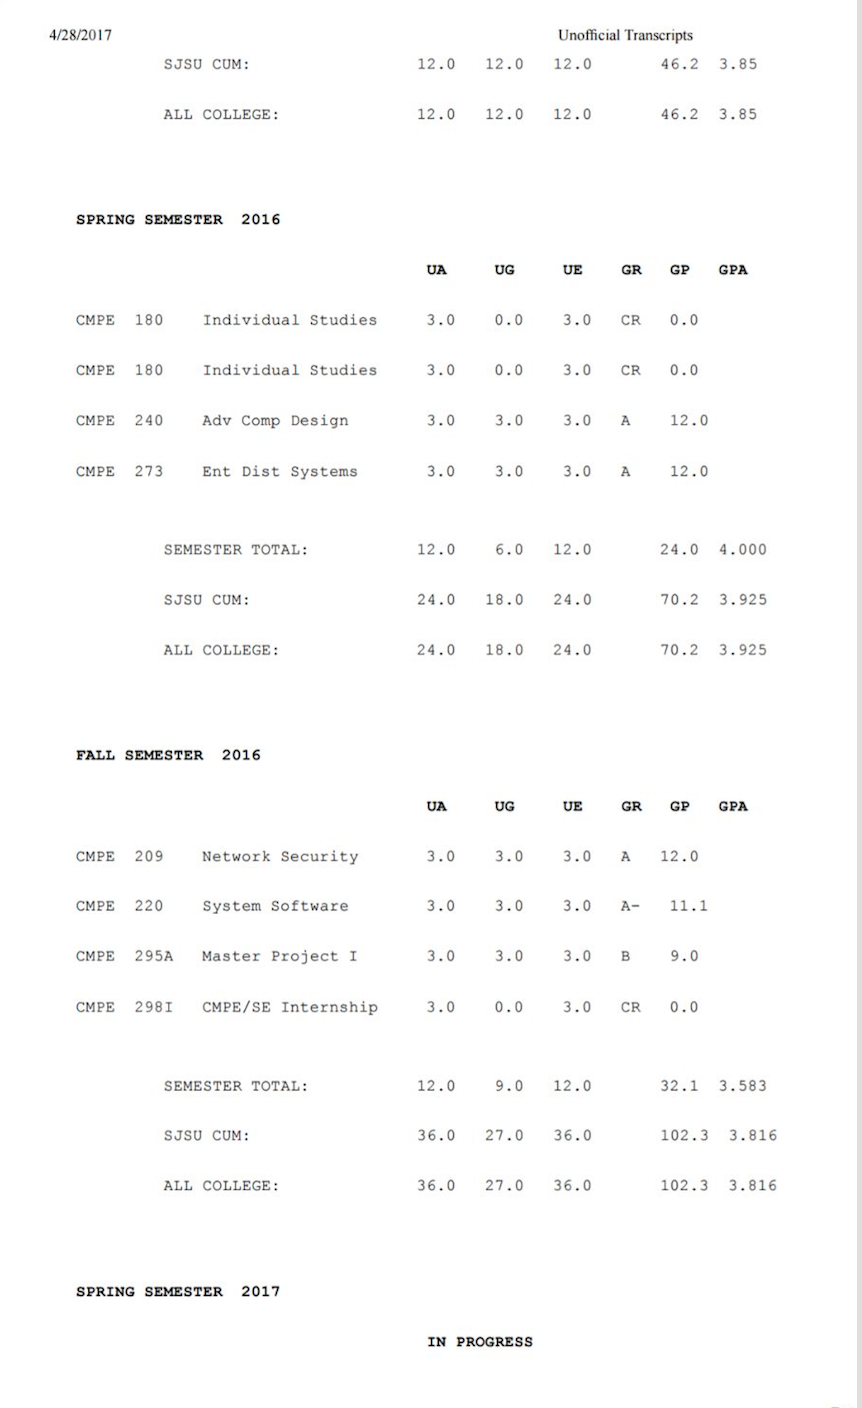 4/28/2017 Unofficial Transcripts
SJSU CUM: 12.0 12.0 12.0 46.2 3.85
ALL COLLEGE: 12.0 12.0 12.0 46.2 3.85
SPRING SEMESTER 2016
UA UG UE GR GP GPA
CMPE 180 Individual Studies 3.0 0.0 3.0 CR 0.0
CMPE 180 Individual Studies 3.0 0.0 3.0 CR 0.0
CMPE 240 Adv Comp Design 3.0 3.0 3.0 A 12.0
CMPE 273 Ent Dist Systems 3.0 3.0 3.0 A 12.0
SEMESTER TOTAL: 12.0 6.0 12.0 24.0 4.000
SJSU CUM: 24.0 18.0 24.0 70.2 3.925
ALL COLLEGE: 24.0 18.0 24.0 70.2 3.925
FALL SEMESTER 2016
UA UG UE GR GP GPA
CMPE 209 Network Security 3.0 3.0 3.0 A 12.0
CMPE 220 System Software 3.0 3.0 3.0 A- 11.1
CMPE 295A Master Project I 3.0 3.0 3.0 B 9.0
CMPE 298I CMPE/SE Internship 3.0 0.0 3.0 CR 0.0
SEMESTER TOTAL: 12.0 9.0 12.0 32.1 3.583
SJSU CUM: 36.0 27.0 36.0 102.3 3.816
ALL COLLEGE: 36.0 27.0 36.0 102.3 3.816
SPRING SEMESTER 2017
IN PROGRESS